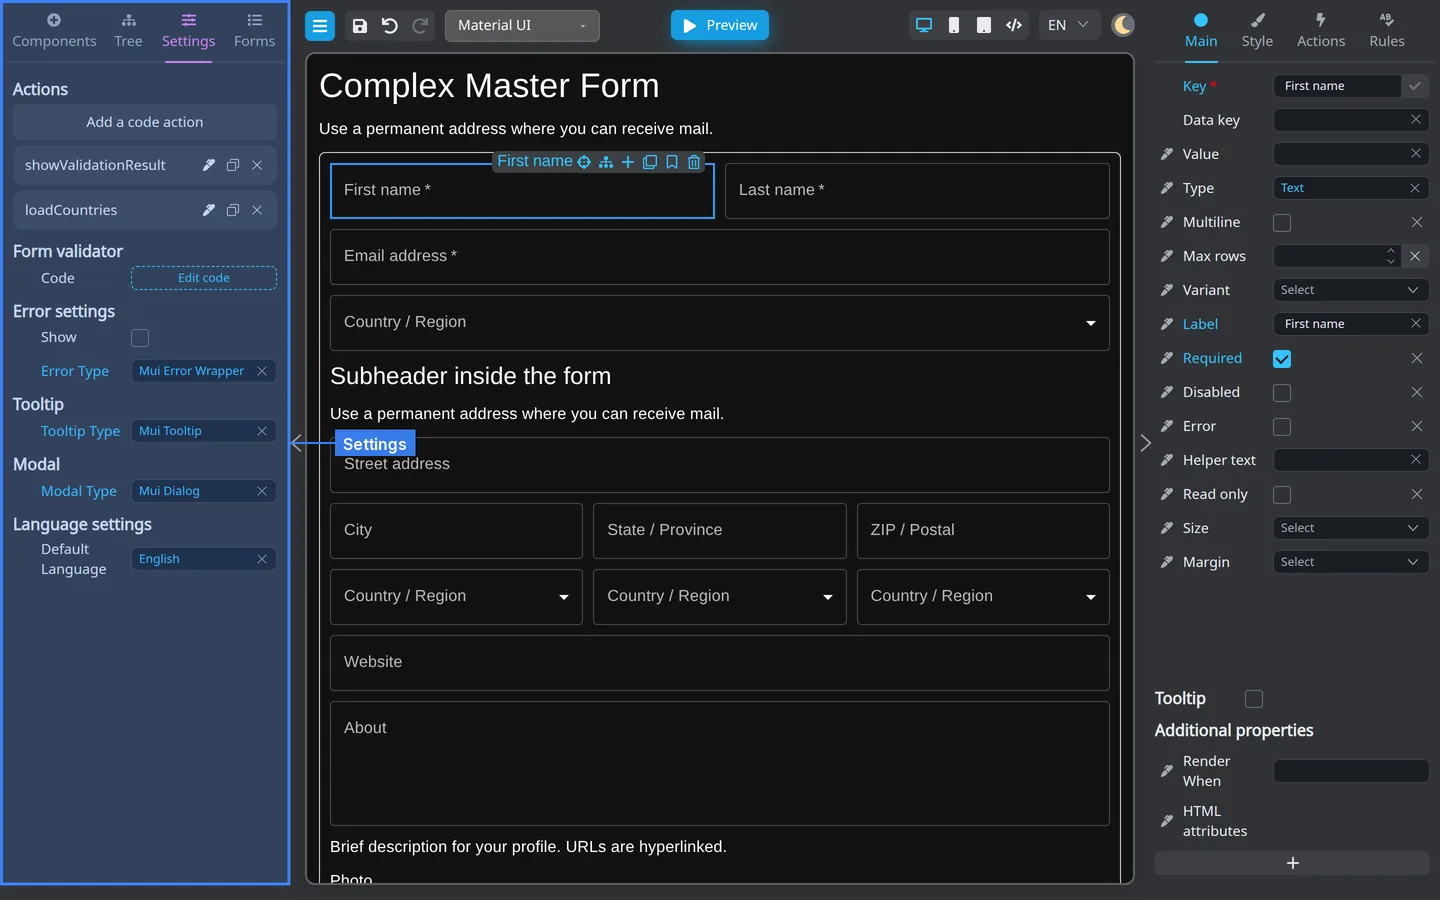 Components Tree Settings Forms
Actions
Add a code action
showValidationResult
loadCountries
Form validator
Code Edit code
Error settings
Show
Error Type Mui Error Wrapper
Tooltip
Tooltip Type Mui Tooltip
Modal
Modal Type Mui Dialog
Language settings
Default
Language
English
Material UI
Preview
EN
Complex Master Form
Use a permanent address where you can receive mail.
First name
First name *
Last name *
Email address *
Country / Region
Subheader inside the form
Use a permanent address where you can receive mail.
Settings
Street address
City State / Province ZIP / Postal
Country / Region Country / Region Country / Region
Website
About
Brief description for your profile. URLs are hyperlinked.
Photo
Main Style Actions Rules
Key * First name
Data key
Value
Type Text
Multiline
Max rows
Variant Select
Label First name
Required
Disabled
Error
Helper text
Read only
Size Select
Margin Select
Tooltip
Additional properties
Render
When
HTML
attributes